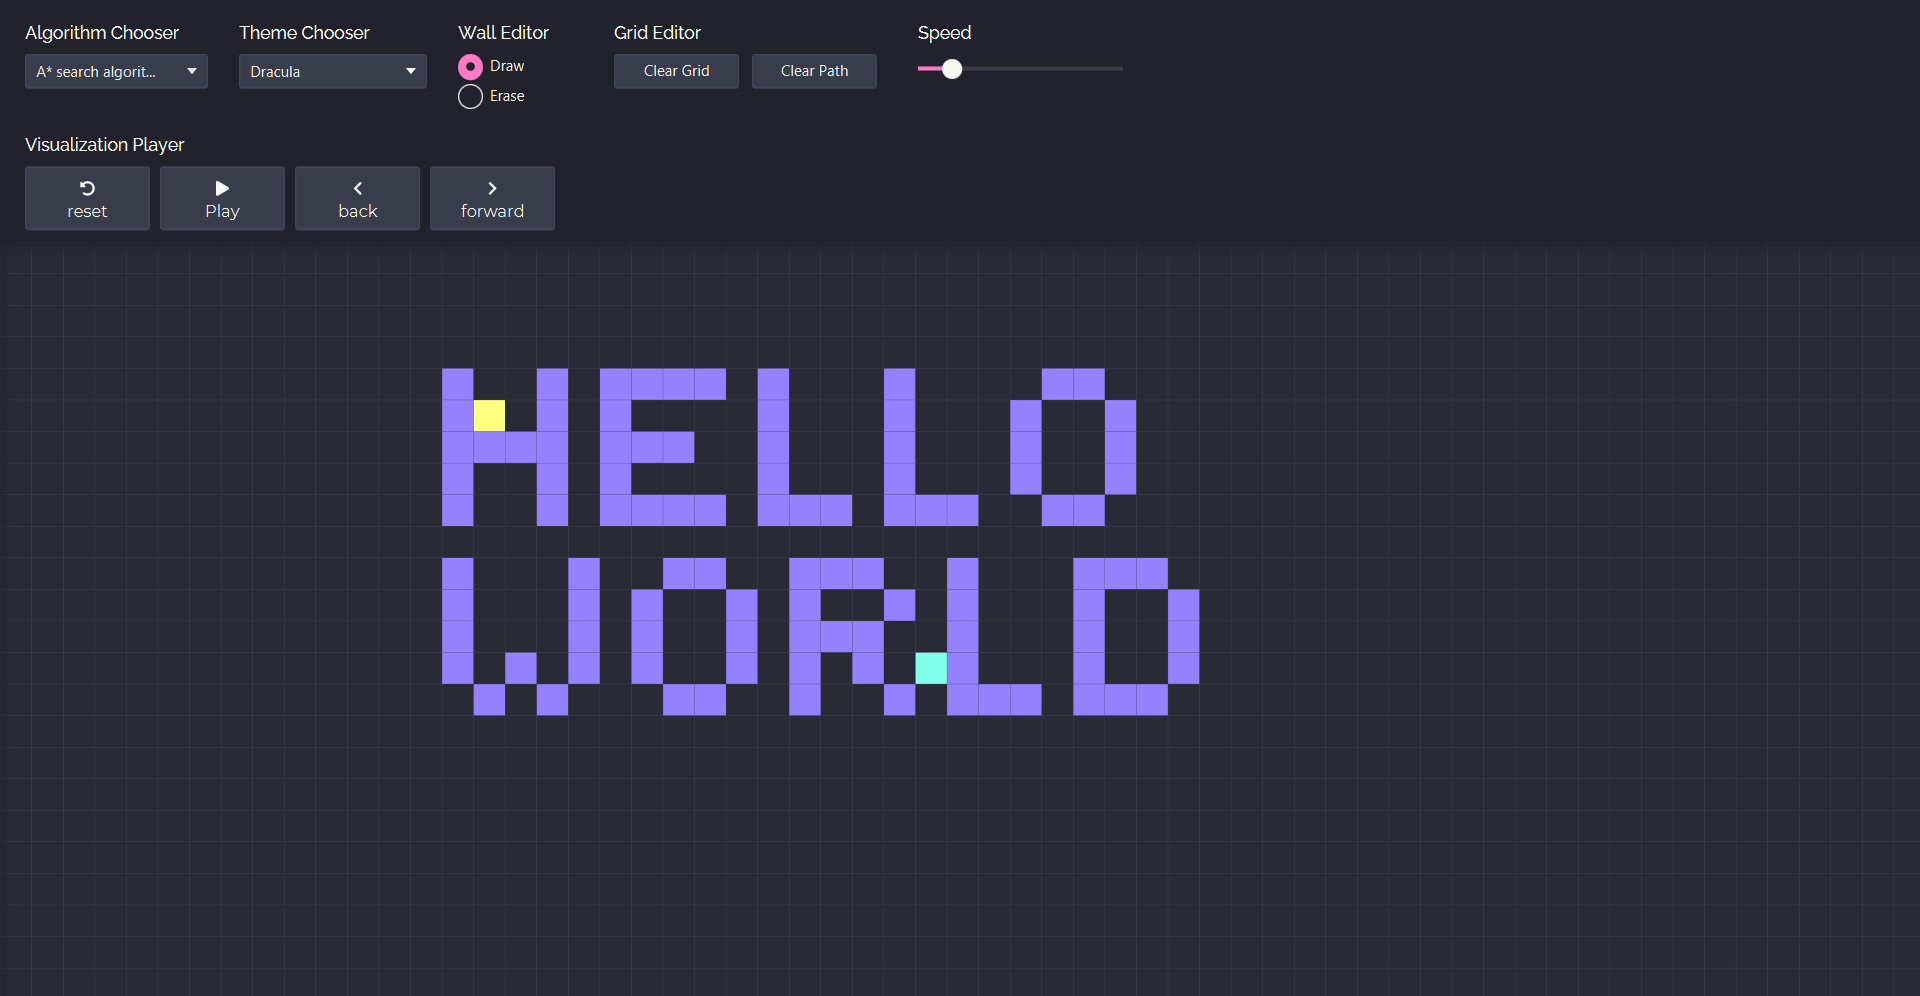 Algorithm Chooser Theme Chooser Wall Editor Grid Editor Speed
A* search algorit... Dracula Draw Clear Grid Clear Path
Erase
Visualization Player
reset Play back forward
HELLO
WORLD